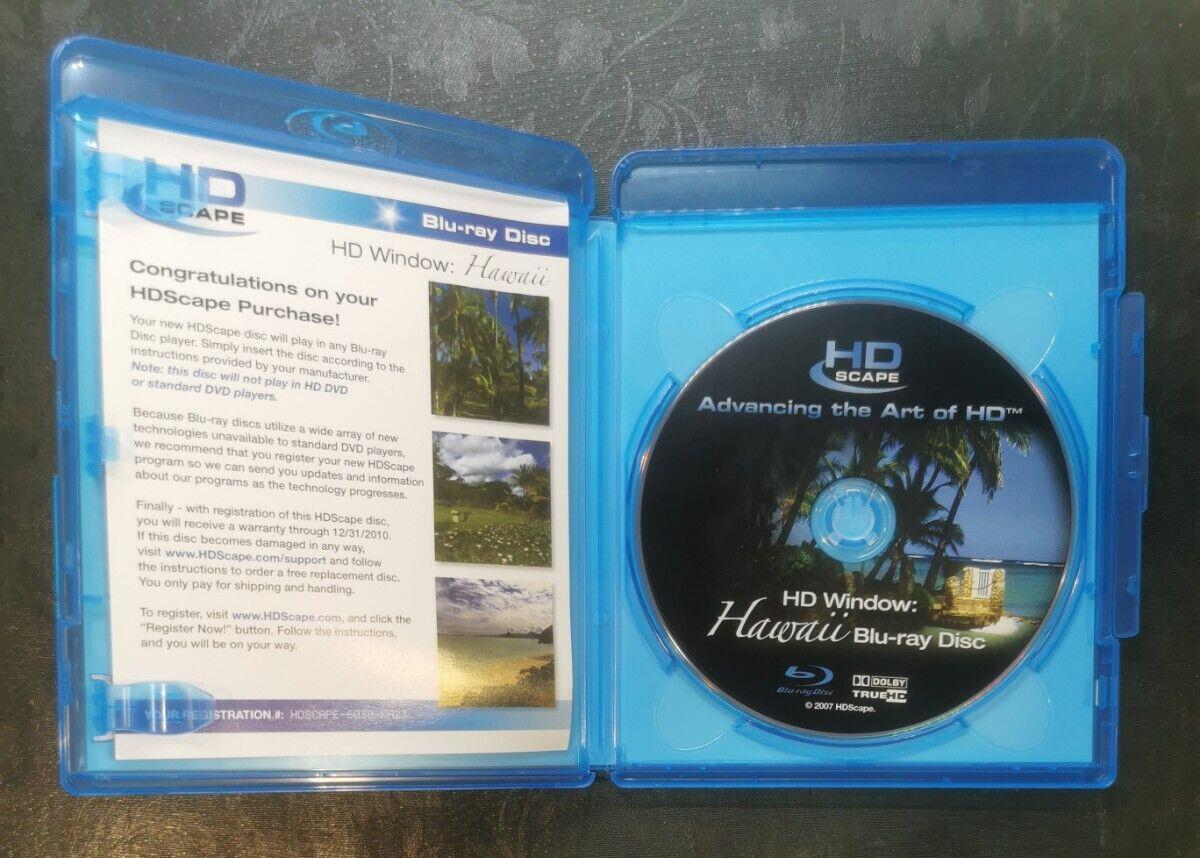 HD
SCAPE
Blu-ray Disc
HD Window: Hawaii
Congratulations on your
HDScape Purchase!
Your new HDScape disc will play in any Blu-ray
Disc player. Simply insert the disc according to the
instructions provided by your manufacturer.
Note: this disc will not play in HD DVD
or standard DVD players.
Because Blu-ray discs utilize a wide array of new
technologies unavailable to standard DVD players,
we recommend that you register your new HDScape
program so we can send you updates and information
about our programs as the technology progresses.
Finally - with registration of this HDScape disc,
you will receive a warranty through 12/31/2010.
If this disc becomes damaged in any way,
visit www.HDScape.com/support and follow
the instructions to order a free replacement disc.
You only pay for shipping and handling.
To register, visit www.HDScape.com, and click the
"Register Now!" button. Follow the instructions,
and you will be on your way.
YOUR REGISTRATION.#:
HD
SCAPE
Advancing the Art of HD™
HD Window:
Hawaii Blu-ray Disc
Blu-ray Disc
DOLBY
TRUEHD
© 2007 HDScape.